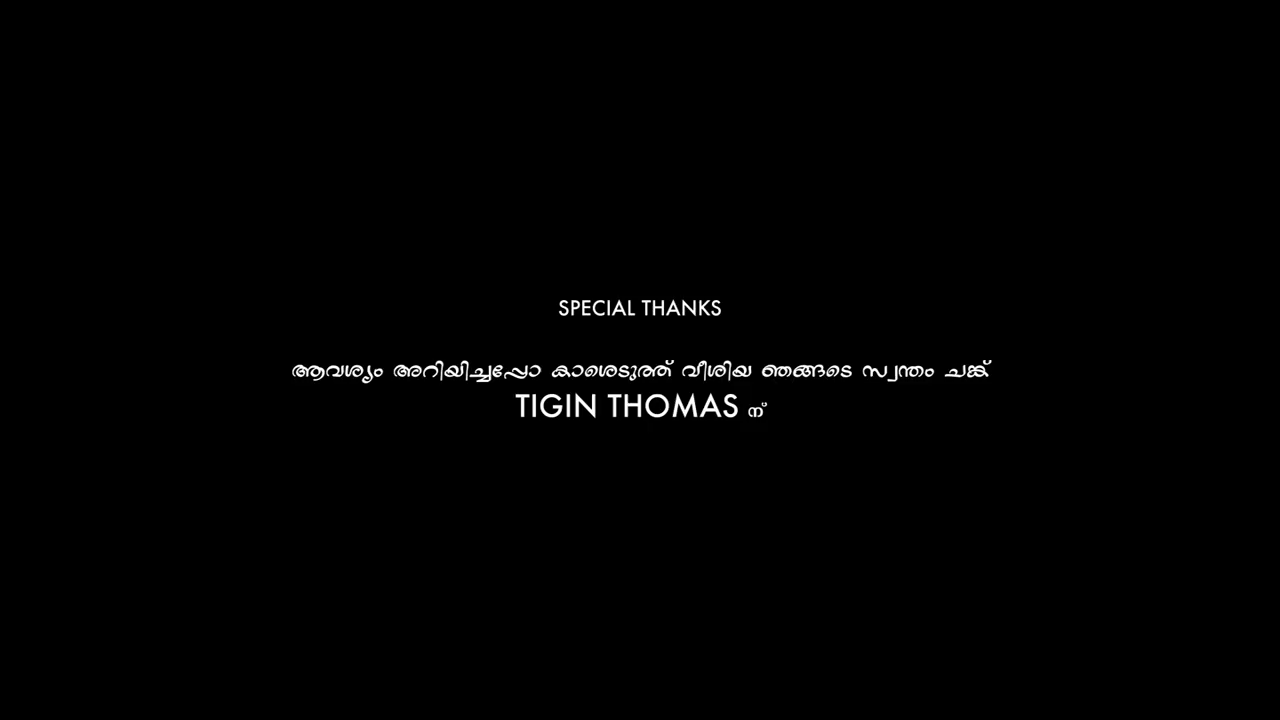 SPECIAL THANKS
ആവശ്യം അറിയിച്ചപ്പോ കാശെടുത്ത് വീശിയ ഞങ്ങടെ സ്വന്തം ചങ്ക്
TIGIN THOMAS ന്